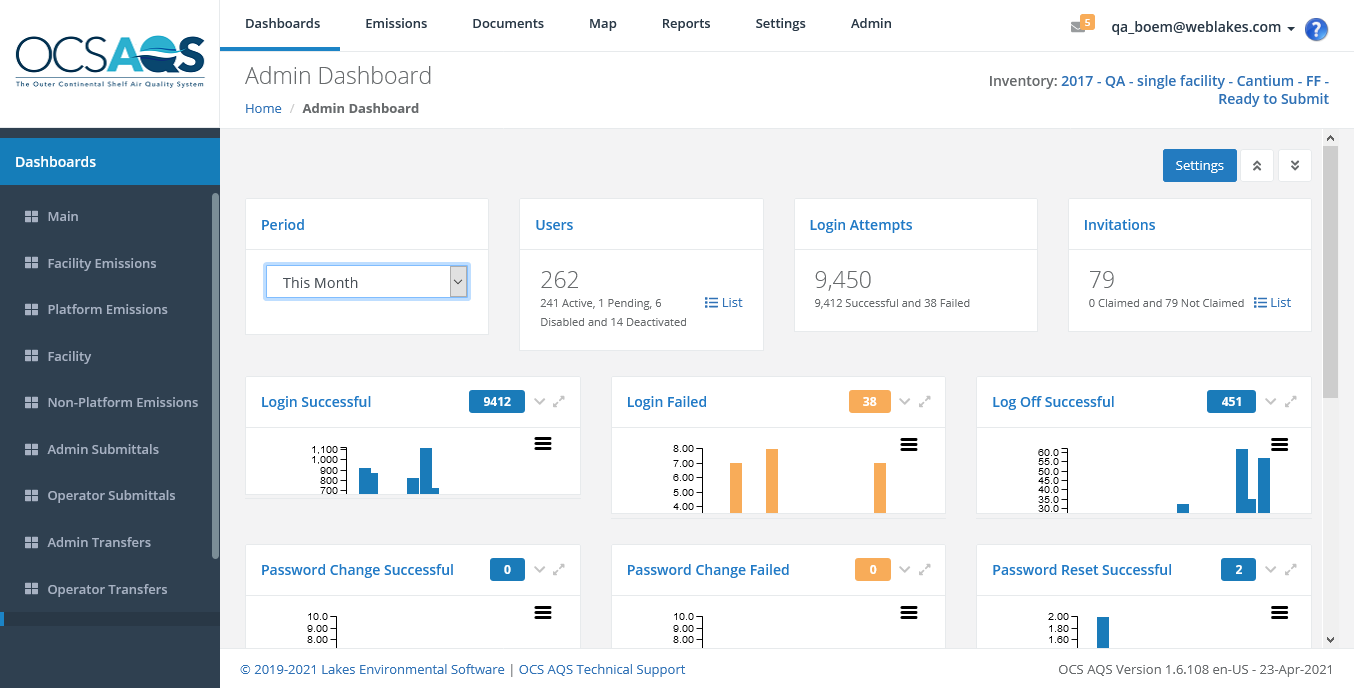 Dashboards
Emissions
Documents
Map
Reports
Settings
Admin
5
qa_boem@weblakes.com
?
OCSAQS
The Outer Continental Shelf Air Quality System
Admin Dashboard
Home / Admin Dashboard
Inventory: 2017 - QA - single facility - Cantium - FF -
Ready to Submit
Dashboards
Main
Facility Emissions
Platform Emissions
Facility
Non-Platform Emissions
Admin Submittals
Operator Submittals
Admin Transfers
Operator Transfers
Settings
Period
This Month
Users
262
241 Active, 1 Pending, 6
Disabled and 14 Deactivated
List
Login Attempts
9,450
9,412 Successful and 38 Failed
Invitations
79
0 Claimed and 79 Not Claimed
List
Login Successful
9412
1,100
1,000
900
800
700
Login Failed
38
8.00
7.00
6.00
5.00
4.00
Log Off Successful
451
60.0
55.0
50.0
45.0
40.0
35.0
30.0
Password Change Successful
0
10.0
9.00
8.00
Password Change Failed
0
10.0
9.00
8.00
Password Reset Successful
2
2.00
1.80
1.60
© 2019-2021 Lakes Environmental Software | OCS AQS Technical Support
OCS AQS Version 1.6.108 en-US - 23-Apr-2021